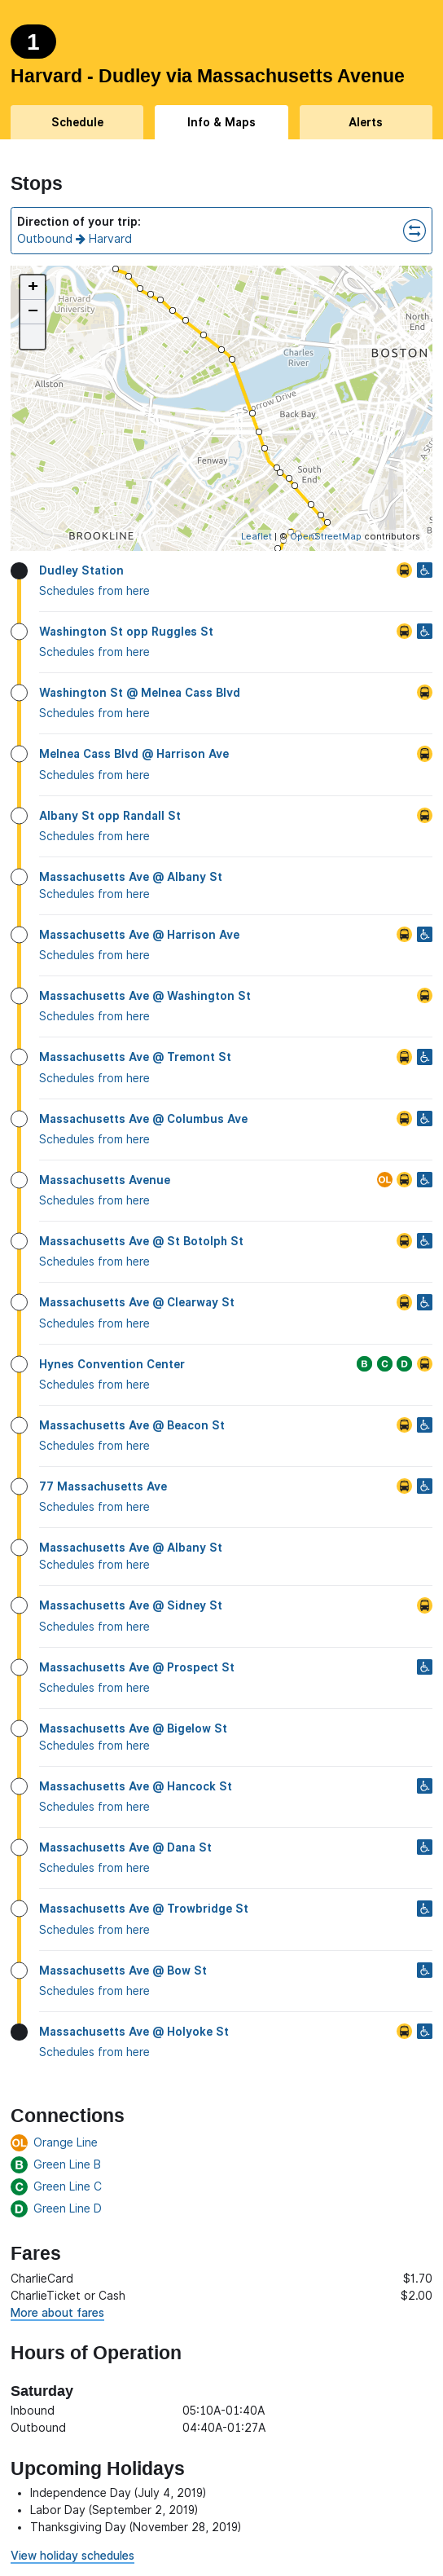 1
Harvard - Dudley via Massachusetts Avenue
Schedule
Info & Maps
Alerts
Stops
Direction of your trip:
Outbound → Harvard
+
−
Harvard
University
North
End
BOSTON
Charles
River
Allston
Storrow Drive
Back Bay
Fenway
South
End
BROOKLINE
Leaflet | © OpenStreetMap contributors
Dudley Station
Schedules from here
Washington St opp Ruggles St
Schedules from here
Washington St @ Melnea Cass Blvd
Schedules from here
Melnea Cass Blvd @ Harrison Ave
Schedules from here
Albany St opp Randall St
Schedules from here
Massachusetts Ave @ Albany St
Schedules from here
Massachusetts Ave @ Harrison Ave
Schedules from here
Massachusetts Ave @ Washington St
Schedules from here
Massachusetts Ave @ Tremont St
Schedules from here
Massachusetts Ave @ Columbus Ave
Schedules from here
Massachusetts Avenue OL
Schedules from here
Massachusetts Ave @ St Botolph St
Schedules from here
Massachusetts Ave @ Clearway St
Schedules from here
Hynes Convention Center B C D
Schedules from here
Massachusetts Ave @ Beacon St
Schedules from here
77 Massachusetts Ave
Schedules from here
Massachusetts Ave @ Albany St
Schedules from here
Massachusetts Ave @ Sidney St
Schedules from here
Massachusetts Ave @ Prospect St
Schedules from here
Massachusetts Ave @ Bigelow St
Schedules from here
Massachusetts Ave @ Hancock St
Schedules from here
Massachusetts Ave @ Dana St
Schedules from here
Massachusetts Ave @ Trowbridge St
Schedules from here
Massachusetts Ave @ Bow St
Schedules from here
Massachusetts Ave @ Holyoke St
Schedules from here
Connections
OL Orange Line
B Green Line B
C Green Line C
D Green Line D
Fares
CharlieCard $1.70
CharlieTicket or Cash $2.00
More about fares
Hours of Operation
Saturday
Inbound 05:10A-01:40A
Outbound 04:40A-01:27A
Upcoming Holidays
• Independence Day (July 4, 2019)
• Labor Day (September 2, 2019)
• Thanksgiving Day (November 28, 2019)
View holiday schedules